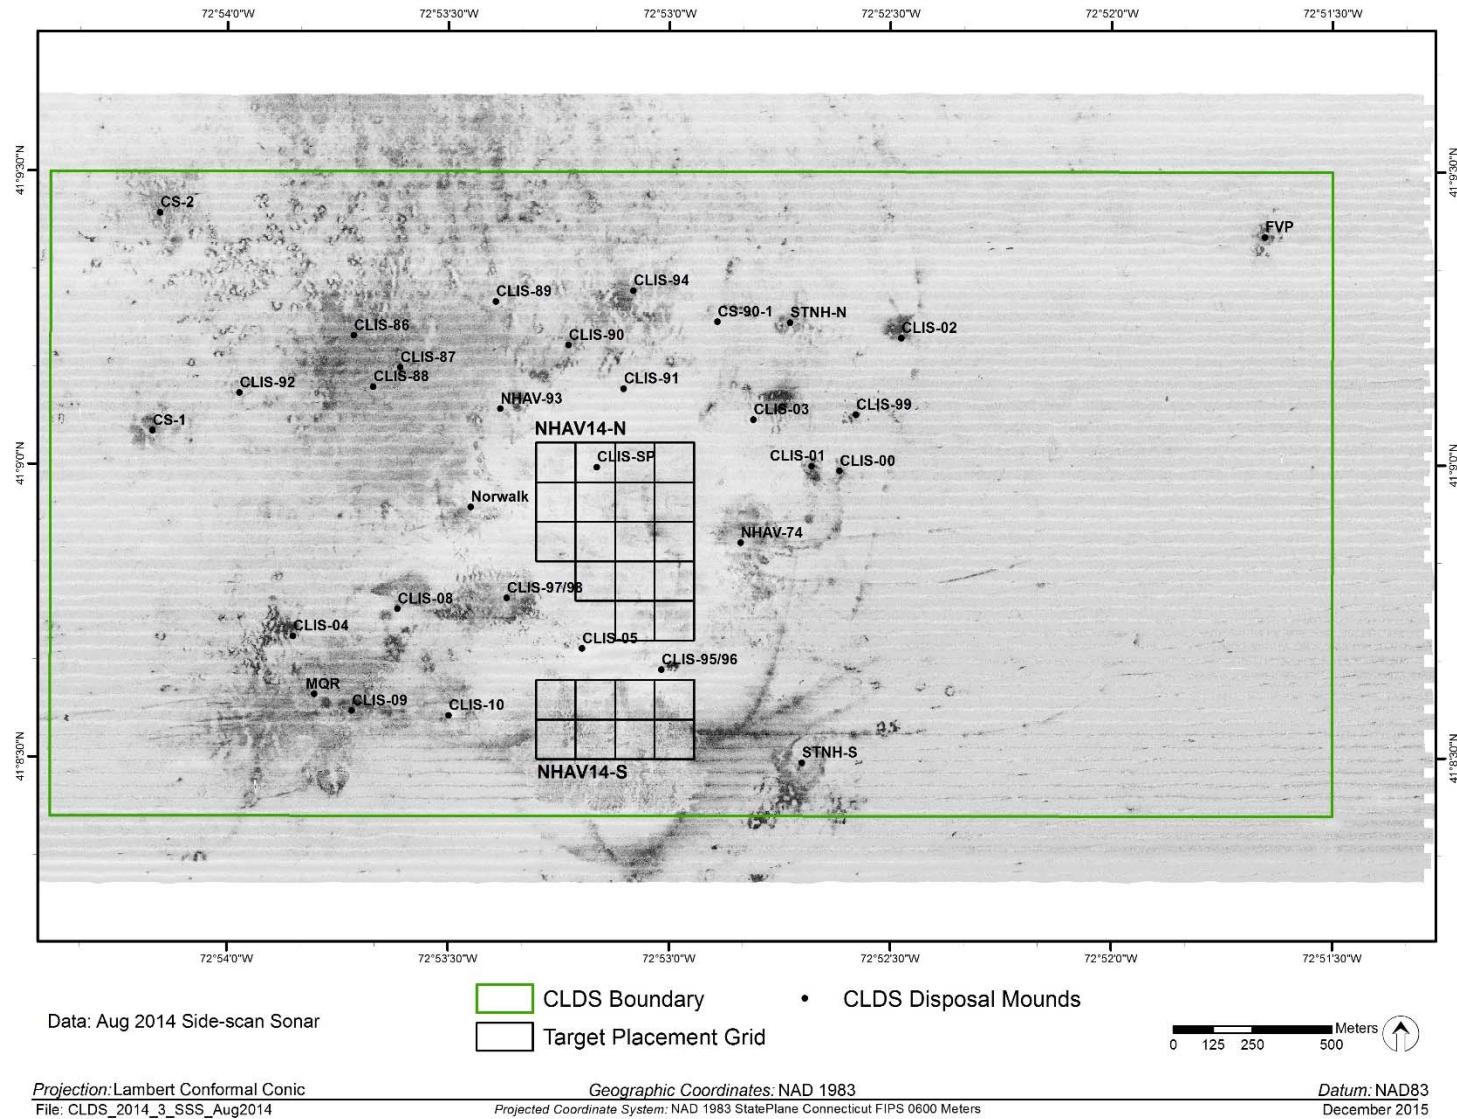 72°54'0"W 72°53'30"W 72°53'0"W 72°52'30"W 72°52'0"W 72°51'30"W
41°9'30"N 41°9'30"N
CS-2
FVP
CLIS-94
CLIS-89
CS-90-1 STNH-N
CLIS-86 CLIS-90 CLIS-02
CLIS-87
CLIS-88 CLIS-91
CLIS-92
NHAV-93 CLIS-03 CLIS-99
CS-1
NHAV14-N
41°9'0"N CLIS-SP CLIS-01 CLIS-00 41°9'0"N
Norwalk
NHAV-74
CLIS-08 CLIS-97/98
CLIS-04
CLIS-05
CLIS-95/96
MQR
CLIS-09 CLIS-10
41°8'30"N STNH-S 41°8'30"N
NHAV14-S
72°54'0"W 72°53'30"W 72°53'0"W 72°52'30"W 72°52'0"W 72°51'30"W
CLDS Boundary CLDS Disposal Mounds
Data: Aug 2014 Side-scan Sonar
Target Placement Grid
Meters
0 125 250 500
Projection: Lambert Conformal Conic Geographic Coordinates: NAD 1983 Datum: NAD83
File: CLDS_2014_3_SSS_Aug2014 Projected Coordinate System: NAD 1983 StatePlane Connecticut FIPS 0600 Meters December 2015